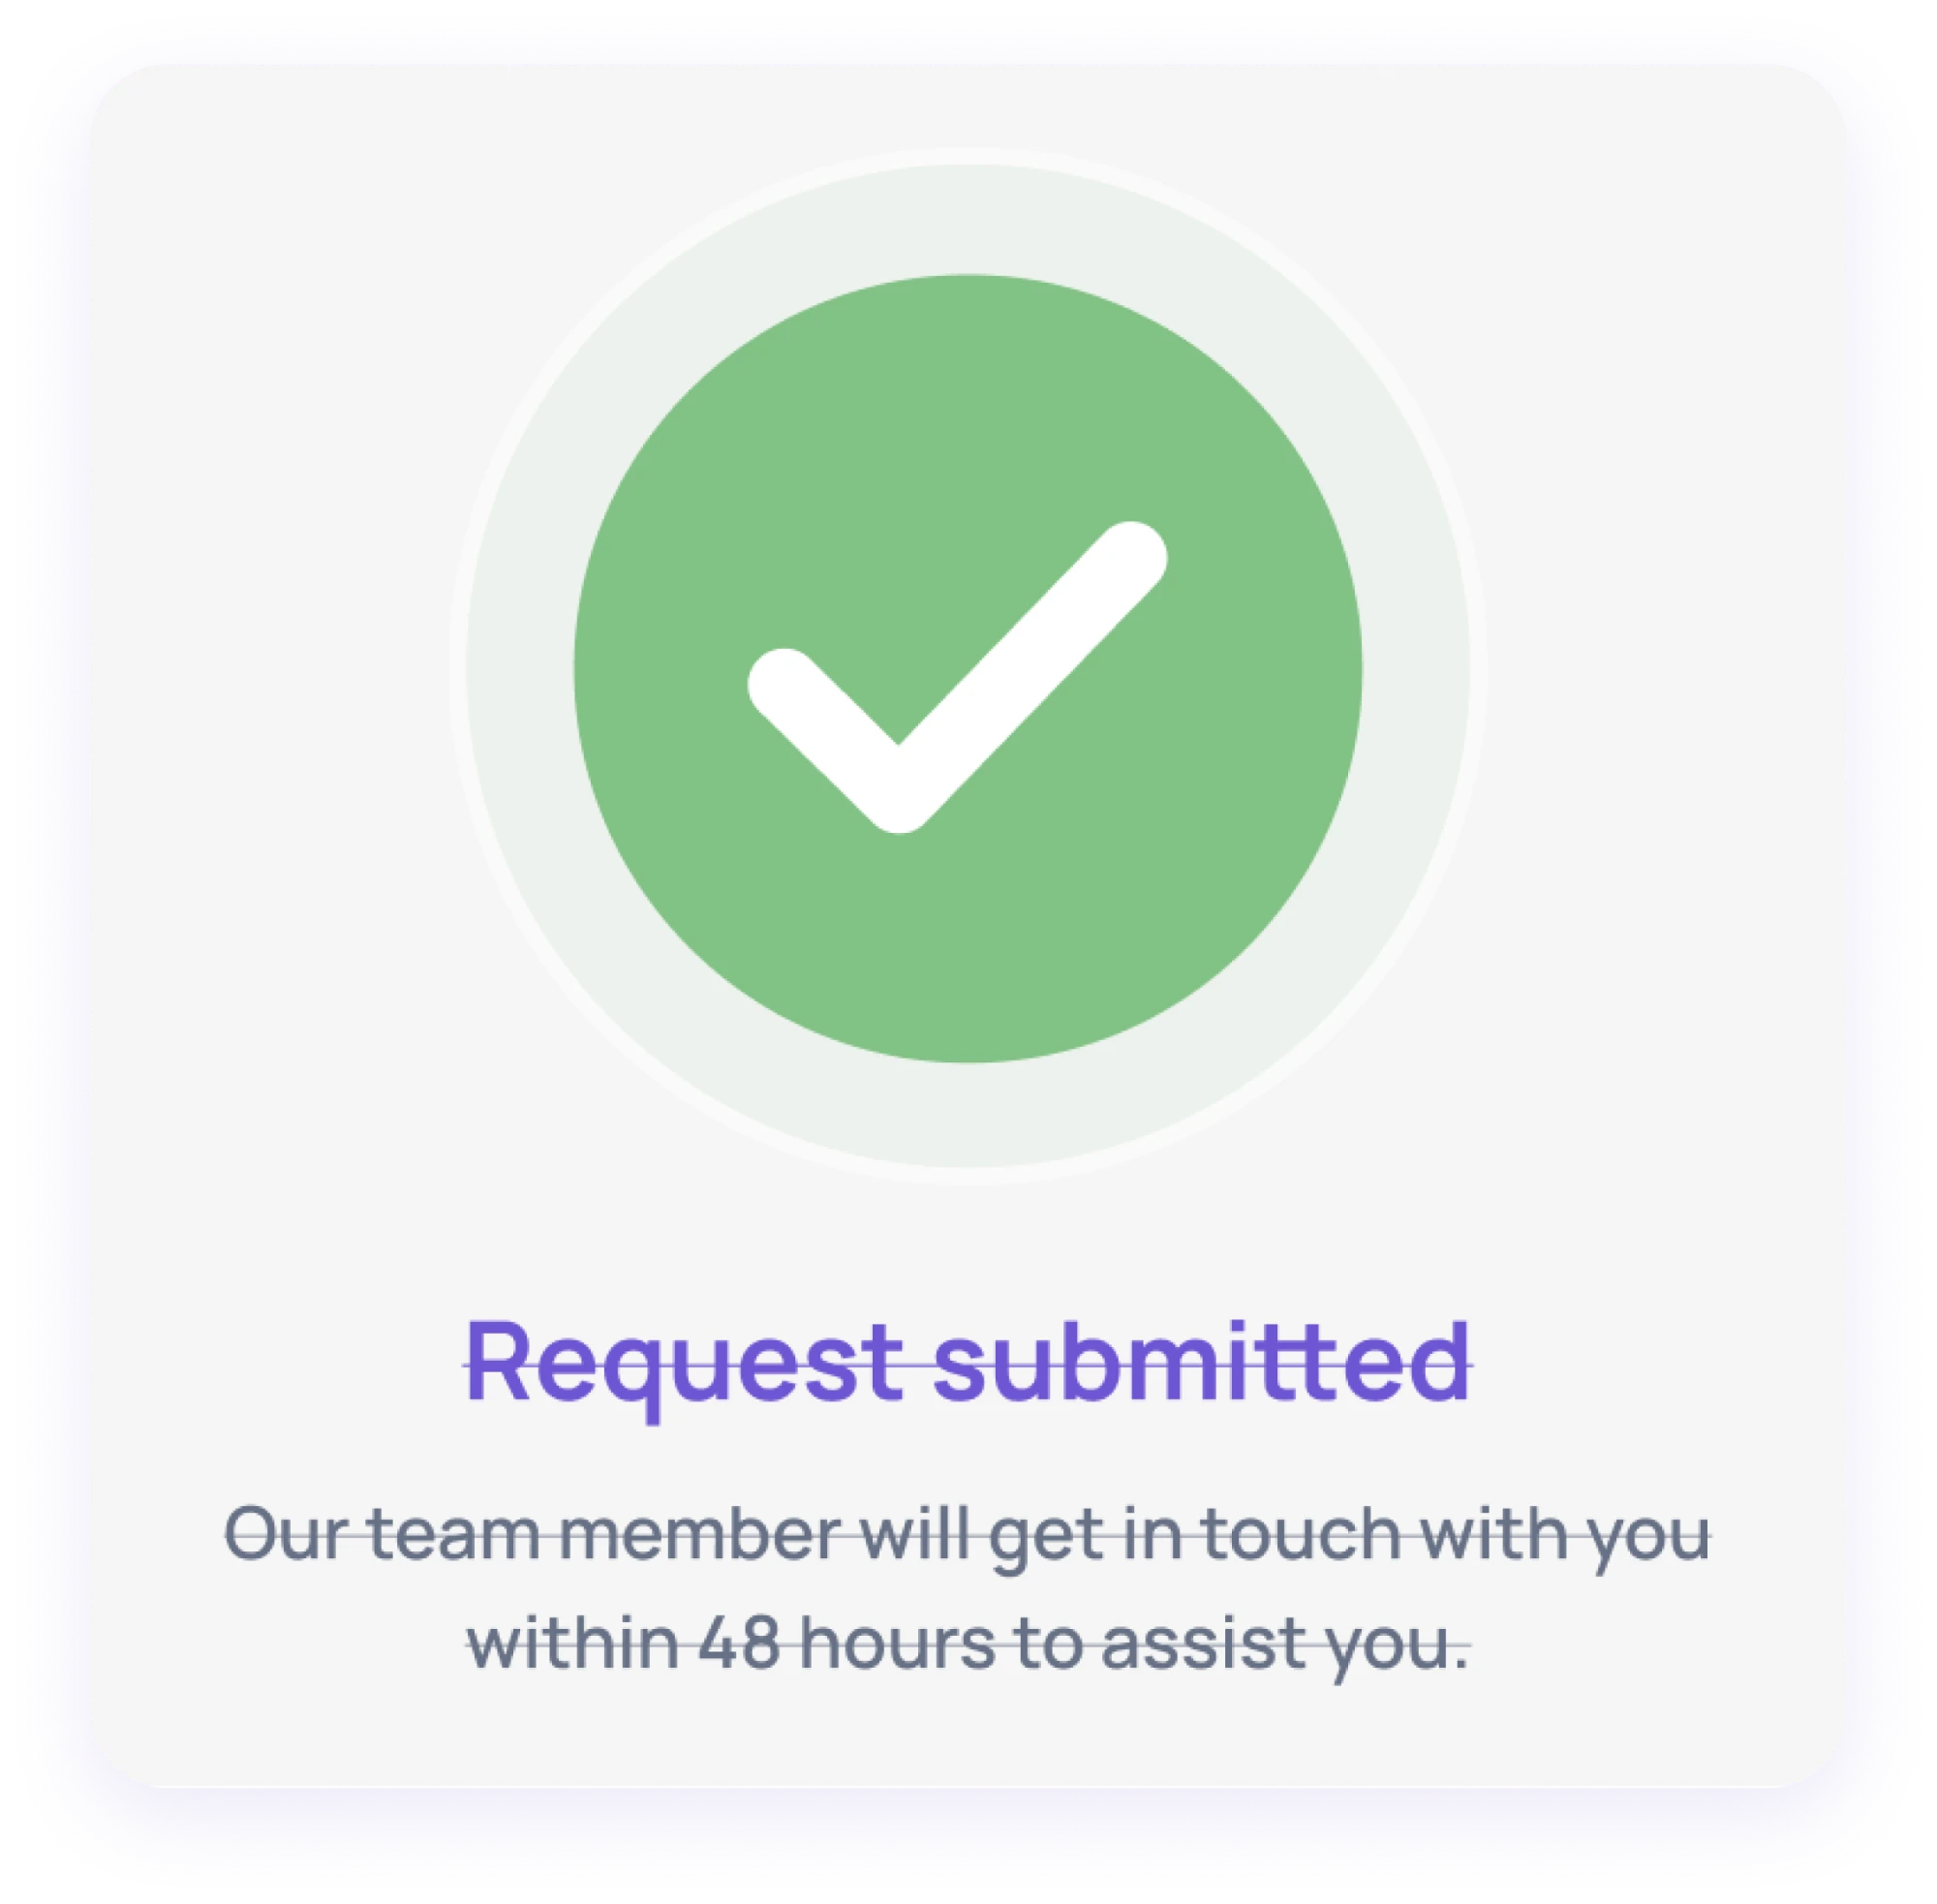 Request submitted
Our team member will get in touch with you
within 48 hours to assist you.